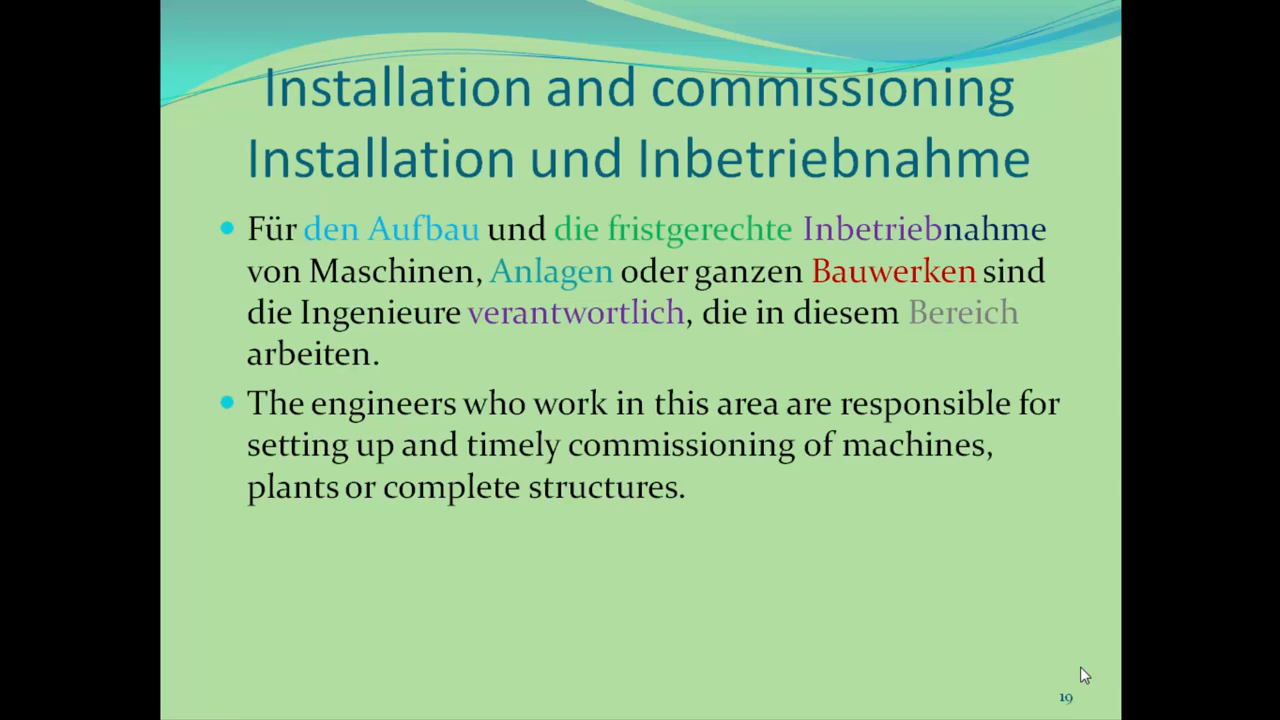 Installation and commissioning
Installation und Inbetriebnahme
Für den Aufbau und die fristgerechte Inbetriebnahme
von Maschinen, Anlagen oder ganzen Bauwerken sind
die Ingenieure verantwortlich, die in diesem Bereich
arbeiten.
The engineers who work in this area are responsible for
setting up and timely commissioning of machines,
plants or complete structures.
19